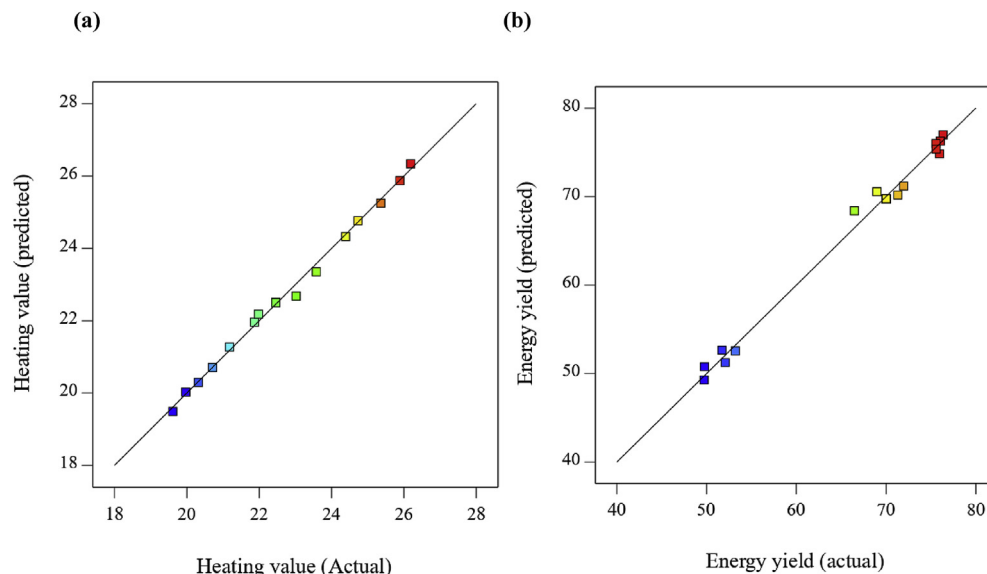 (a)
(b)
Heating value (predicted)
28
26
24
22
20
18
18 20 22 24 26 28
Heating value (Actual)
Energy yield (predicted)
80
70
60
50
40
40 50 60 70 80
Energy yield (actual)